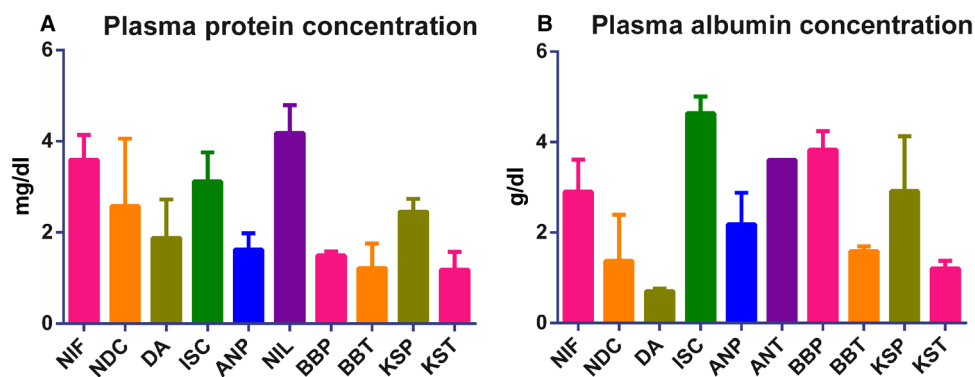 A Plasma protein concentration
6
4
2
0
mg/dl
NIF NDC DA ISC ANP NIL BBP BBT KSP KST
B Plasma albumin concentration
6
4
2
0
g/dl
NIF NDC DA ISC ANP ANT BBP BBT KSP KST